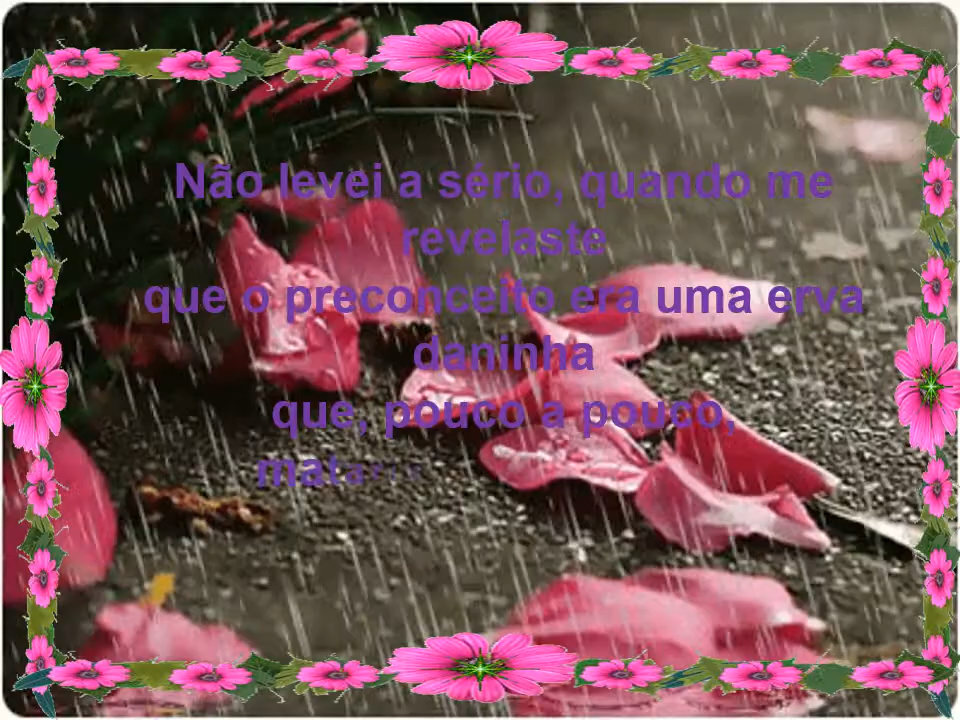 Não levei a sério, quando me
revelaste
que o preconceito era uma erva
daninha
que, pouco a pouco,